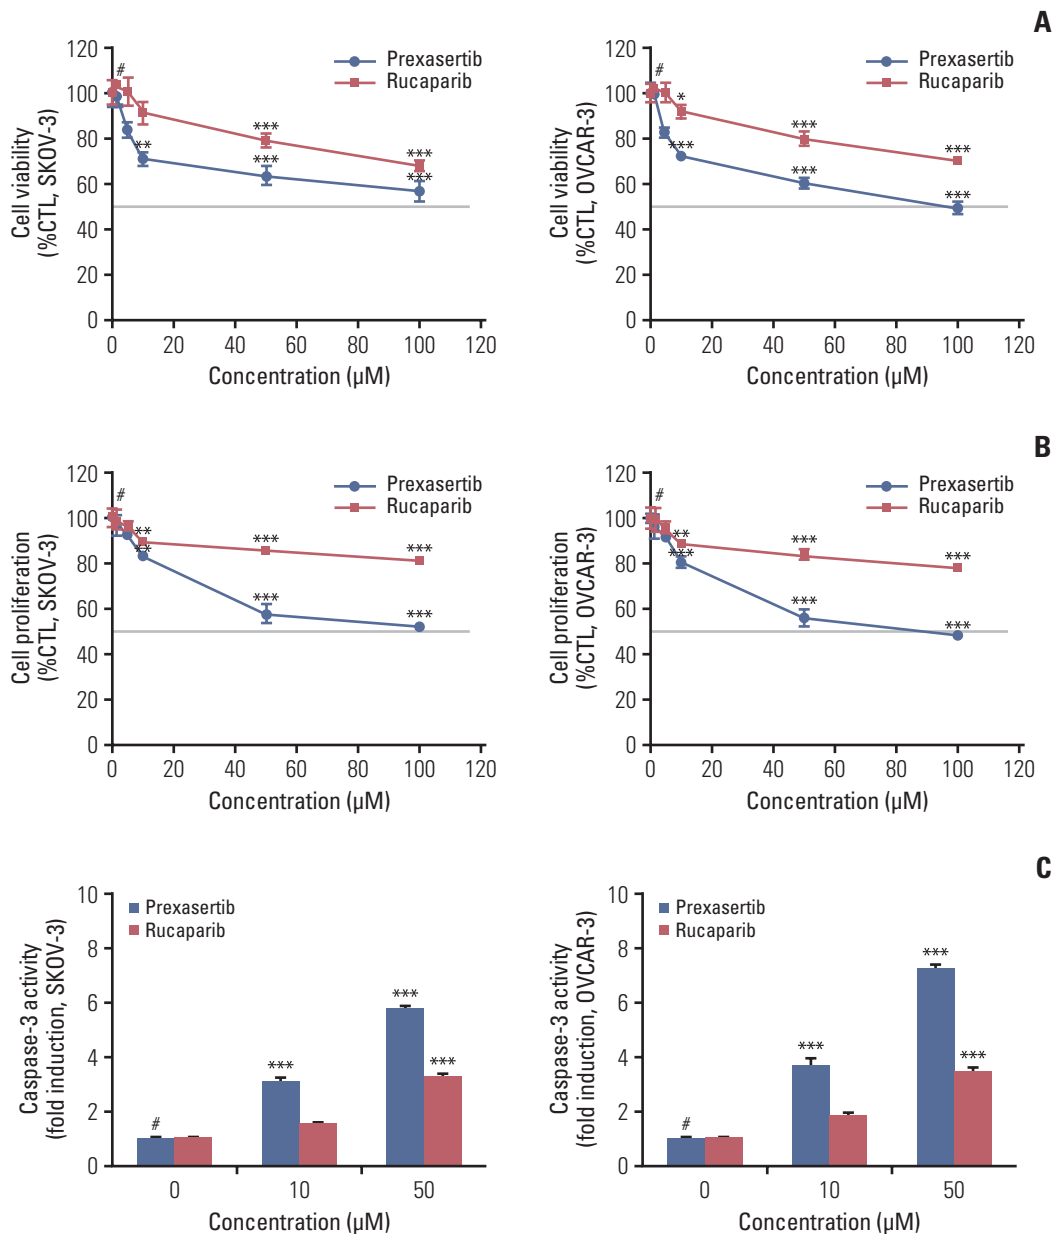 A
120
100
80
60
40
20
0
Cell viability
(%CTL, SKOV-3)
#
**
***
***
***
***
Prexasertib
Rucaparib
0 20 40 60 80 100 120
Concentration (µM)
120
100
80
60
40
20
0
Cell viability
(%CTL, OVCAR-3)
#
*
***
***
***
***
***
Prexasertib
Rucaparib
0 20 40 60 80 100 120
Concentration (µM)
B
120
100
80
60
40
20
0
Cell proliferation
(%CTL, SKOV-3)
#
**
**
***
***
***
***
Prexasertib
Rucaparib
0 20 40 60 80 100 120
Concentration (µM)
120
100
80
60
40
20
0
Cell proliferation
(%CTL, OVCAR-3)
#
**
***
***
***
***
***
Prexasertib
Rucaparib
0 20 40 60 80 100 120
Concentration (µM)
C
10
8
6
4
2
0
Caspase-3 activity
(fold induction, SKOV-3)
Prexasertib
Rucaparib
#
***
***
***
0 10 50
Concentration (µM)
10
8
6
4
2
0
Caspase-3 activity
(fold induction, OVCAR-3)
Prexasertib
Rucaparib
#
***
***
***
0 10 50
Concentration (µM)